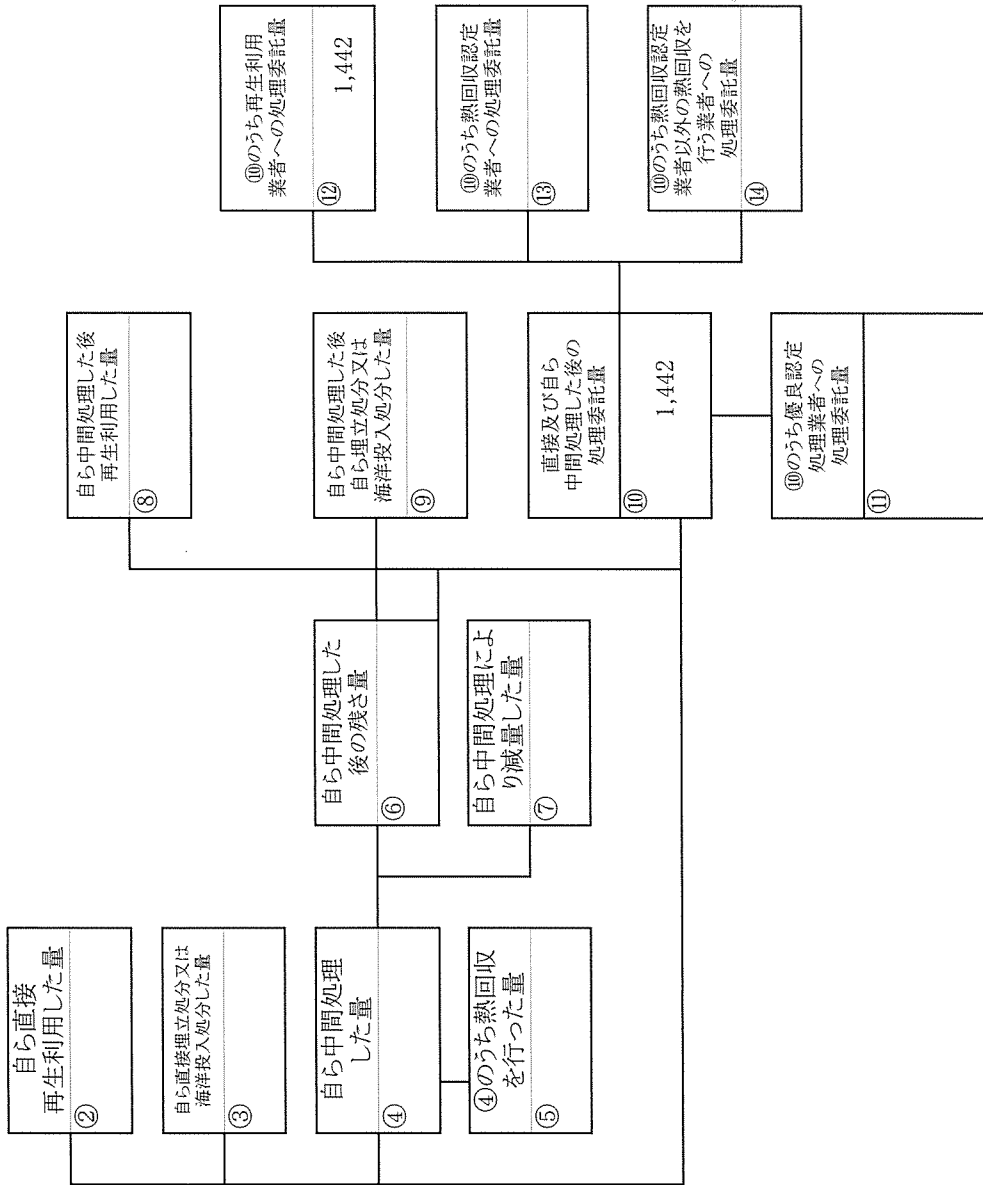 自ら直接
再生利用した量
②
自ら直接埋立処分又は
海洋投入処分した量
③
自ら中間処理
した量
④
④のうち熱回収
を行った量
⑤
自ら中間処理した
後の残さ量
⑥
自ら中間処理によ
り減量した量
⑦
自ら中間処理した後
再生利用した量
⑧
自ら中間処理した後
自ら埋立処分又は
海洋投入処分した量
⑨
直接及び自ら
中間処理した後の
処理委託量
⑩
1,442
⑩のうち優良認定
処理業者への
処理委託量
⑪
⑩のうち再生利用
業者への処理委託量
⑫
1,442
⑩のうち熱回収認定
業者への処理委託量
⑬
⑩のうち熱回収認定
業者以外の熱回収を
行う業者への
処理委託量
⑭